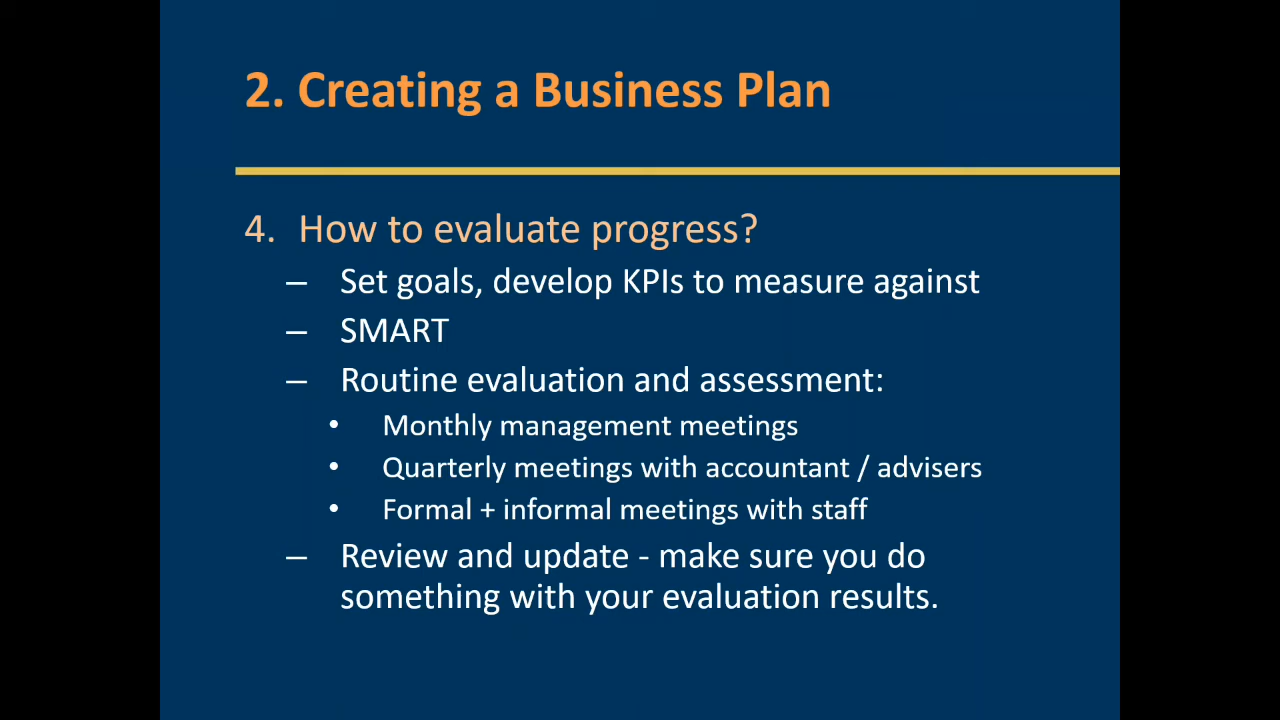 2. Creating a Business Plan
4. How to evaluate progress?
– Set goals, develop KPIs to measure against
– SMART
– Routine evaluation and assessment:
• Monthly management meetings
• Quarterly meetings with accountant / advisers
• Formal + informal meetings with staff
– Review and update - make sure you do
something with your evaluation results.